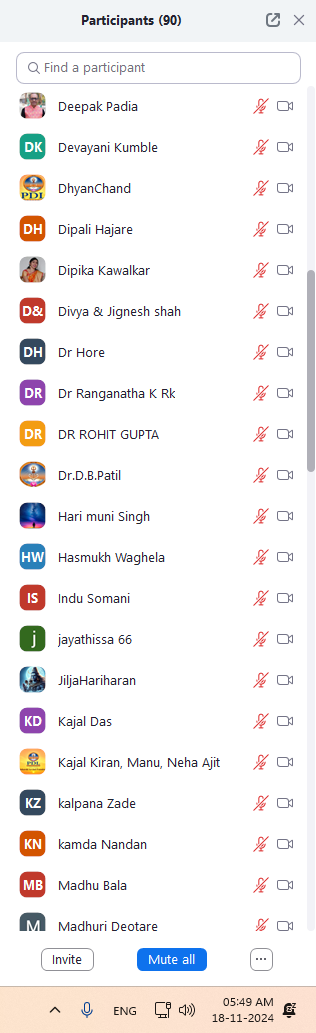 Participants (90)
Find a participant
Deepak Padia
DK Devayani Kumble
PDL DhyanChand
DH Dipali Hajare
Dipika Kawalkar
D& Divya & Jignesh shah
DH Dr Hore
DR Dr Ranganatha K Rk
DR DR ROHIT GUPTA
Dr.D.B.Patil
Hari muni Singh
HW Hasmukh Waghela
IS Indu Somani
j jayathissa 66
JiljaHariharan
KD Kajal Das
PDL Kajal Kiran, Manu, Neha Ajit
KZ kalpana Zade
KN kamda Nandan
MB Madhu Bala
M Madhuri Deotare
Invite Mute all ...
ENG 05:49 AM
18-11-2024